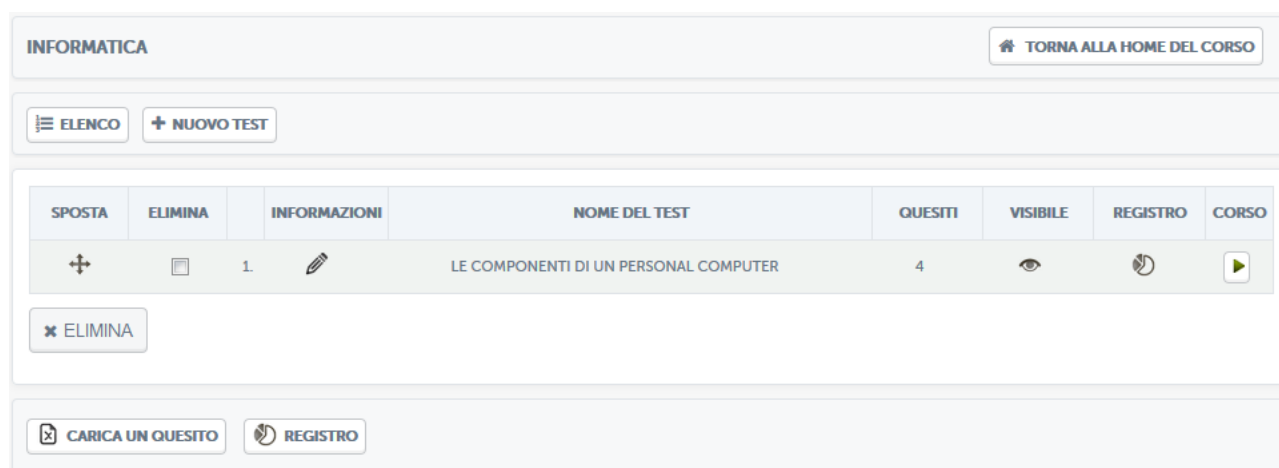 INFORMATICA TORNA ALLA HOME DEL CORSO
ELENCO + NUOVO TEST
SPOSTA ELIMINA INFORMAZIONI NOME DEL TEST QUESITI VISIBILE REGISTRO CORSO
1. LE COMPONENTI DI UN PERSONAL COMPUTER 4
ELIMINA
CARICA UN QUESITO REGISTRO